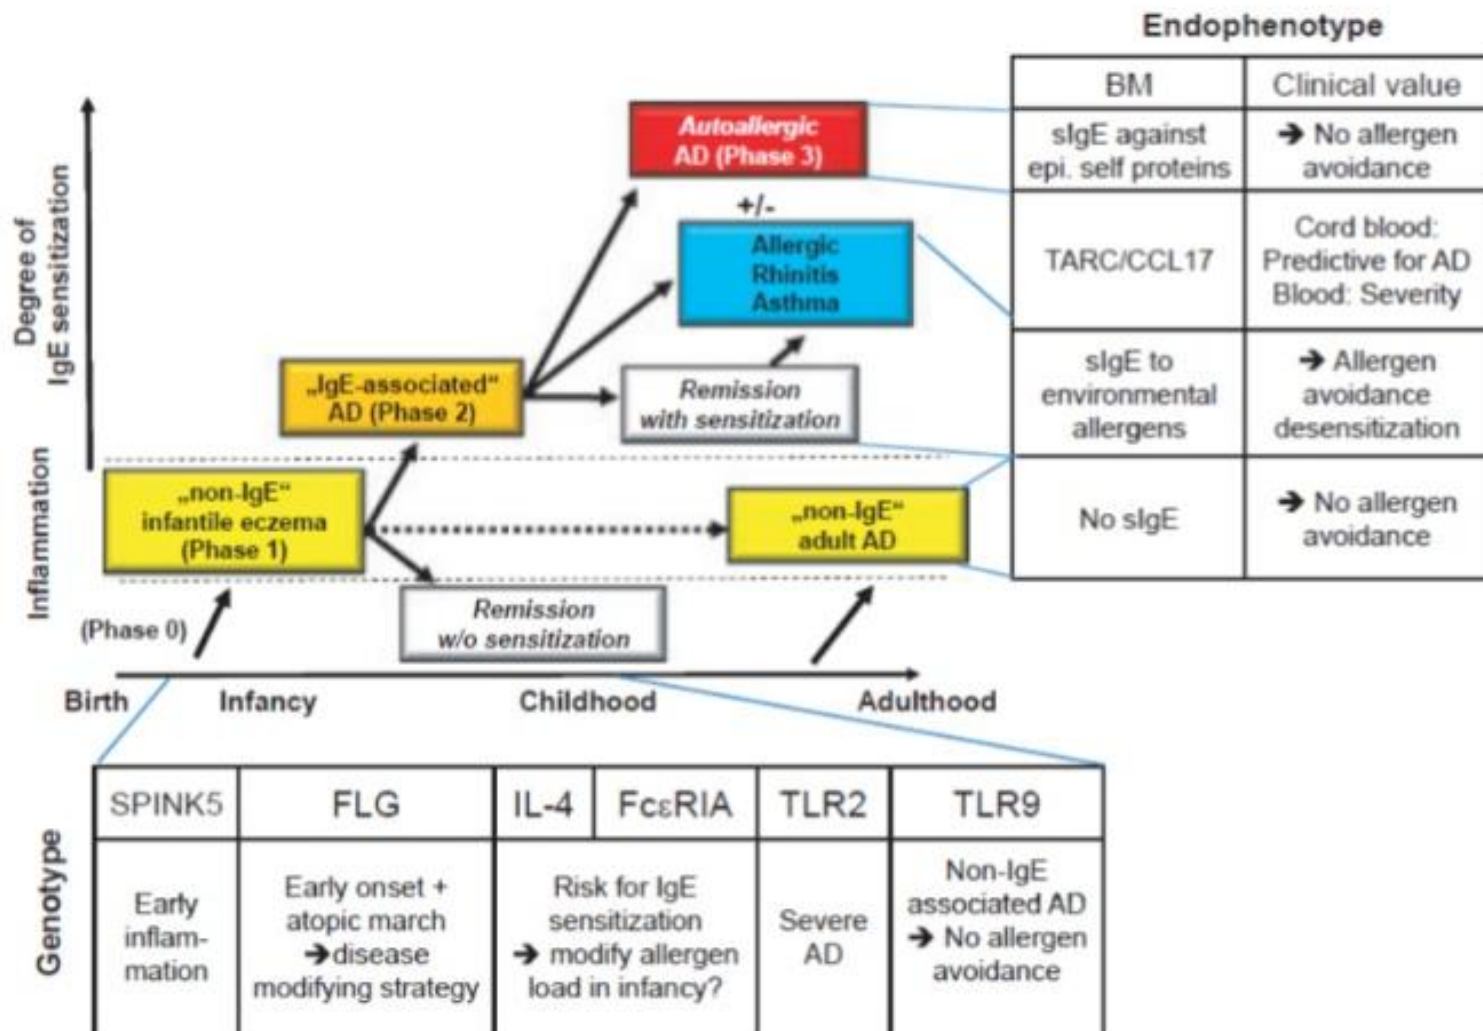 Endophenotype
BM
Clinical value
sIgE against
epi. self proteins
➔ No allergen
avoidance
TARC/CCL17
Cord blood:
Predictive for AD
Blood: Severity
sIgE to
environmental
allergens
➔ Allergen
avoidance
desensitization
No sIgE
➔ No allergen
avoidance
Degree of
IgE sensitization
Inflammation
Autoallergic
AD (Phase 3)
+/-
Allergic
Rhinitis
Asthma
„IgE-associated“
AD (Phase 2)
Remission
with sensitization
„non-IgE“
infantile eczema
(Phase 1)
„non-IgE“
adult AD
Remission
w/o sensitization
(Phase 0)
Birth
Infancy
Childhood
Adulthood
Genotype
SPINK5
FLG
IL-4
FcεRIA
TLR2
TLR9
Early
inflam-
mation
Early onset +
atopic march
➔disease
modifying strategy
Risk for IgE
sensitization
➔ modify allergen
load in infancy?
Severe
AD
Non-IgE
associated AD
➔ No allergen
avoidance